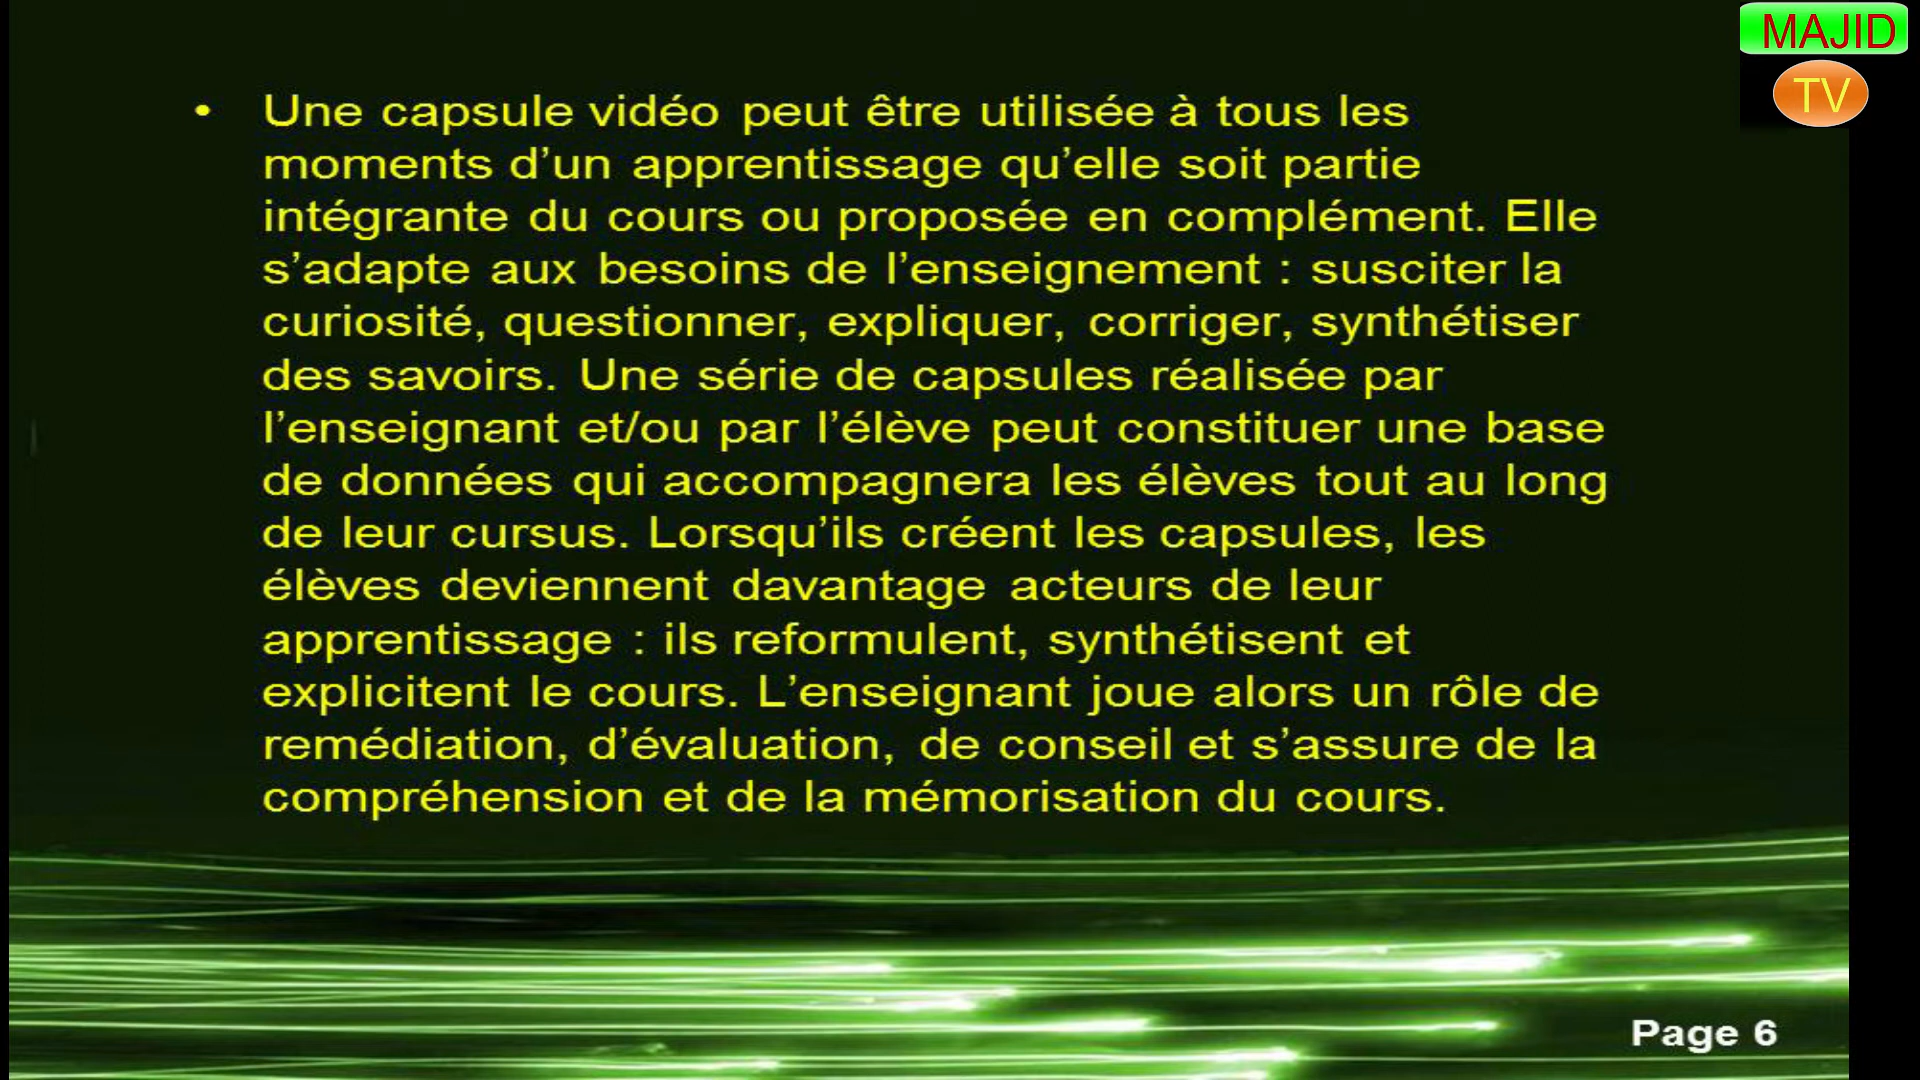 MAJID
TV
• Une capsule vidéo peut être utilisée à tous les
moments d’un apprentissage qu’elle soit partie
intégrante du cours ou proposée en complément. Elle
s’adapte aux besoins de l’enseignement : susciter la
curiosité, questionner, expliquer, corriger, synthétiser
des savoirs. Une série de capsules réalisée par
l’enseignant et/ou par l’élève peut constituer une base
de données qui accompagnera les élèves tout au long
de leur cursus. Lorsqu’ils créent les capsules, les
élèves deviennent davantage acteurs de leur
apprentissage : ils reformulent, synthétisent et
explicitent le cours. L’enseignant joue alors un rôle de
remédiation, d’évaluation, de conseil et s’assure de la
compréhension et de la mémorisation du cours.
Page 6